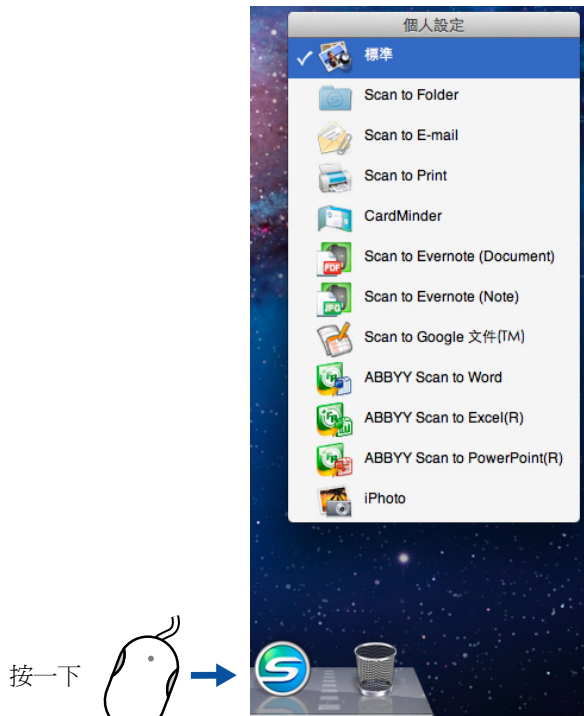 個人設定
標準
Scan to Folder
Scan to E-mail
Scan to Print
CardMinder
Scan to Evernote (Document)
Scan to Evernote (Note)
Scan to Google 文件(TM)
ABBYY Scan to Word
ABBYY Scan to Excel(R)
ABBYY Scan to PowerPoint(R)
iPhoto
按一下